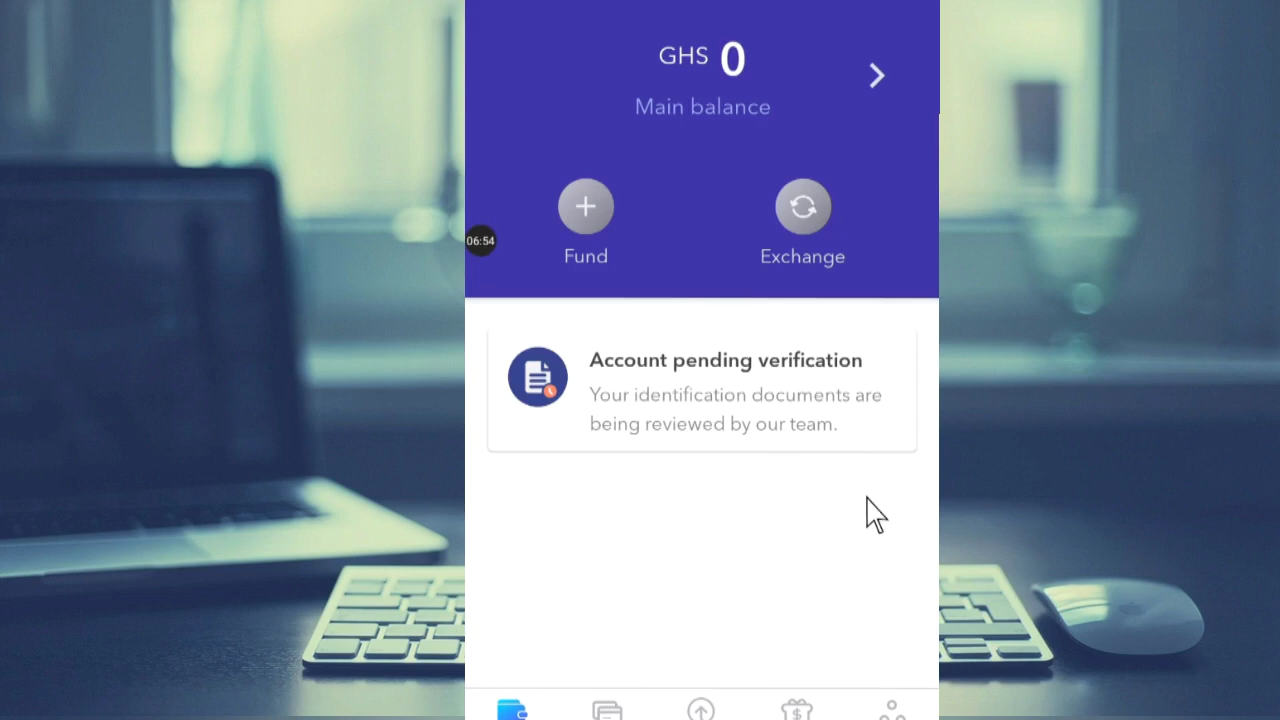 GHS 0
Main balance
06:54
Fund
Exchange
Account pending verification
Your identification documents are
being reviewed by our team.